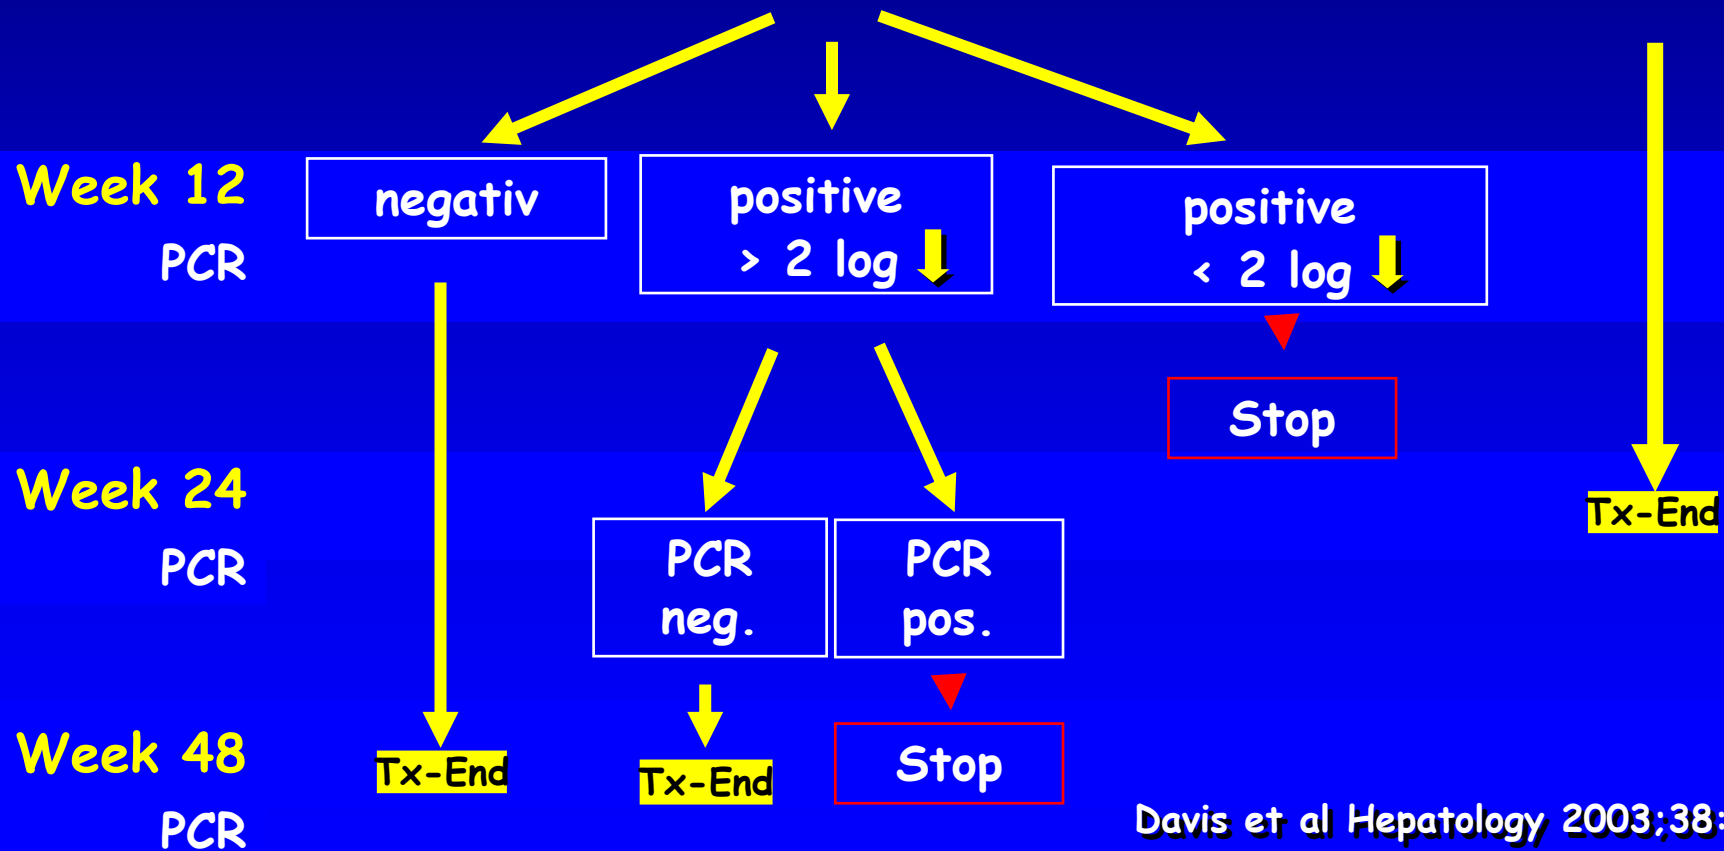 Week 12
PCR
negativ
positive
> 2 log
positive
< 2 log
Stop
Week 24
PCR
PCR
neg.
PCR
pos.
Tx-End
Week 48
PCR
Tx-End
Tx-End
Stop
Davis et al Hepatology 2003;38: